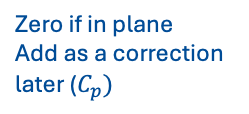 Zero if in plane
Add as a correction
later (Cₚ)